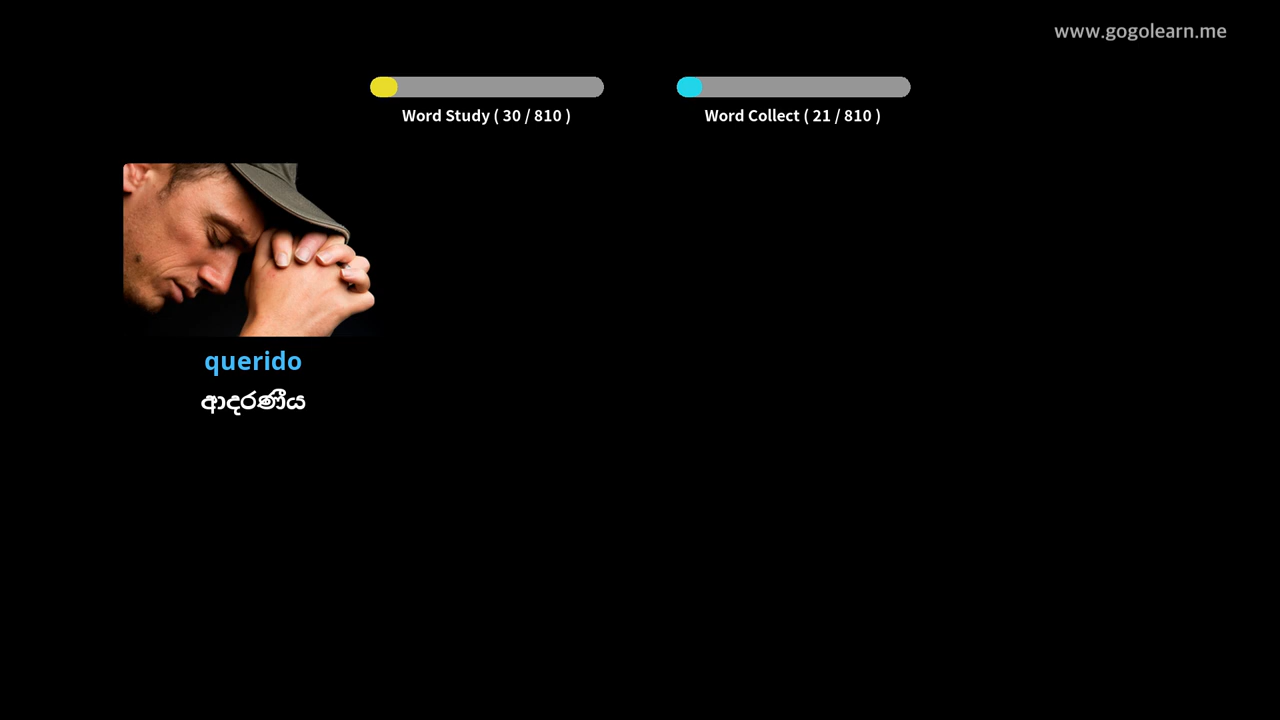 www.gogolearn.me
Word Study ( 30 / 810 )
Word Collect ( 21 / 810 )
querido
ආදරණීය